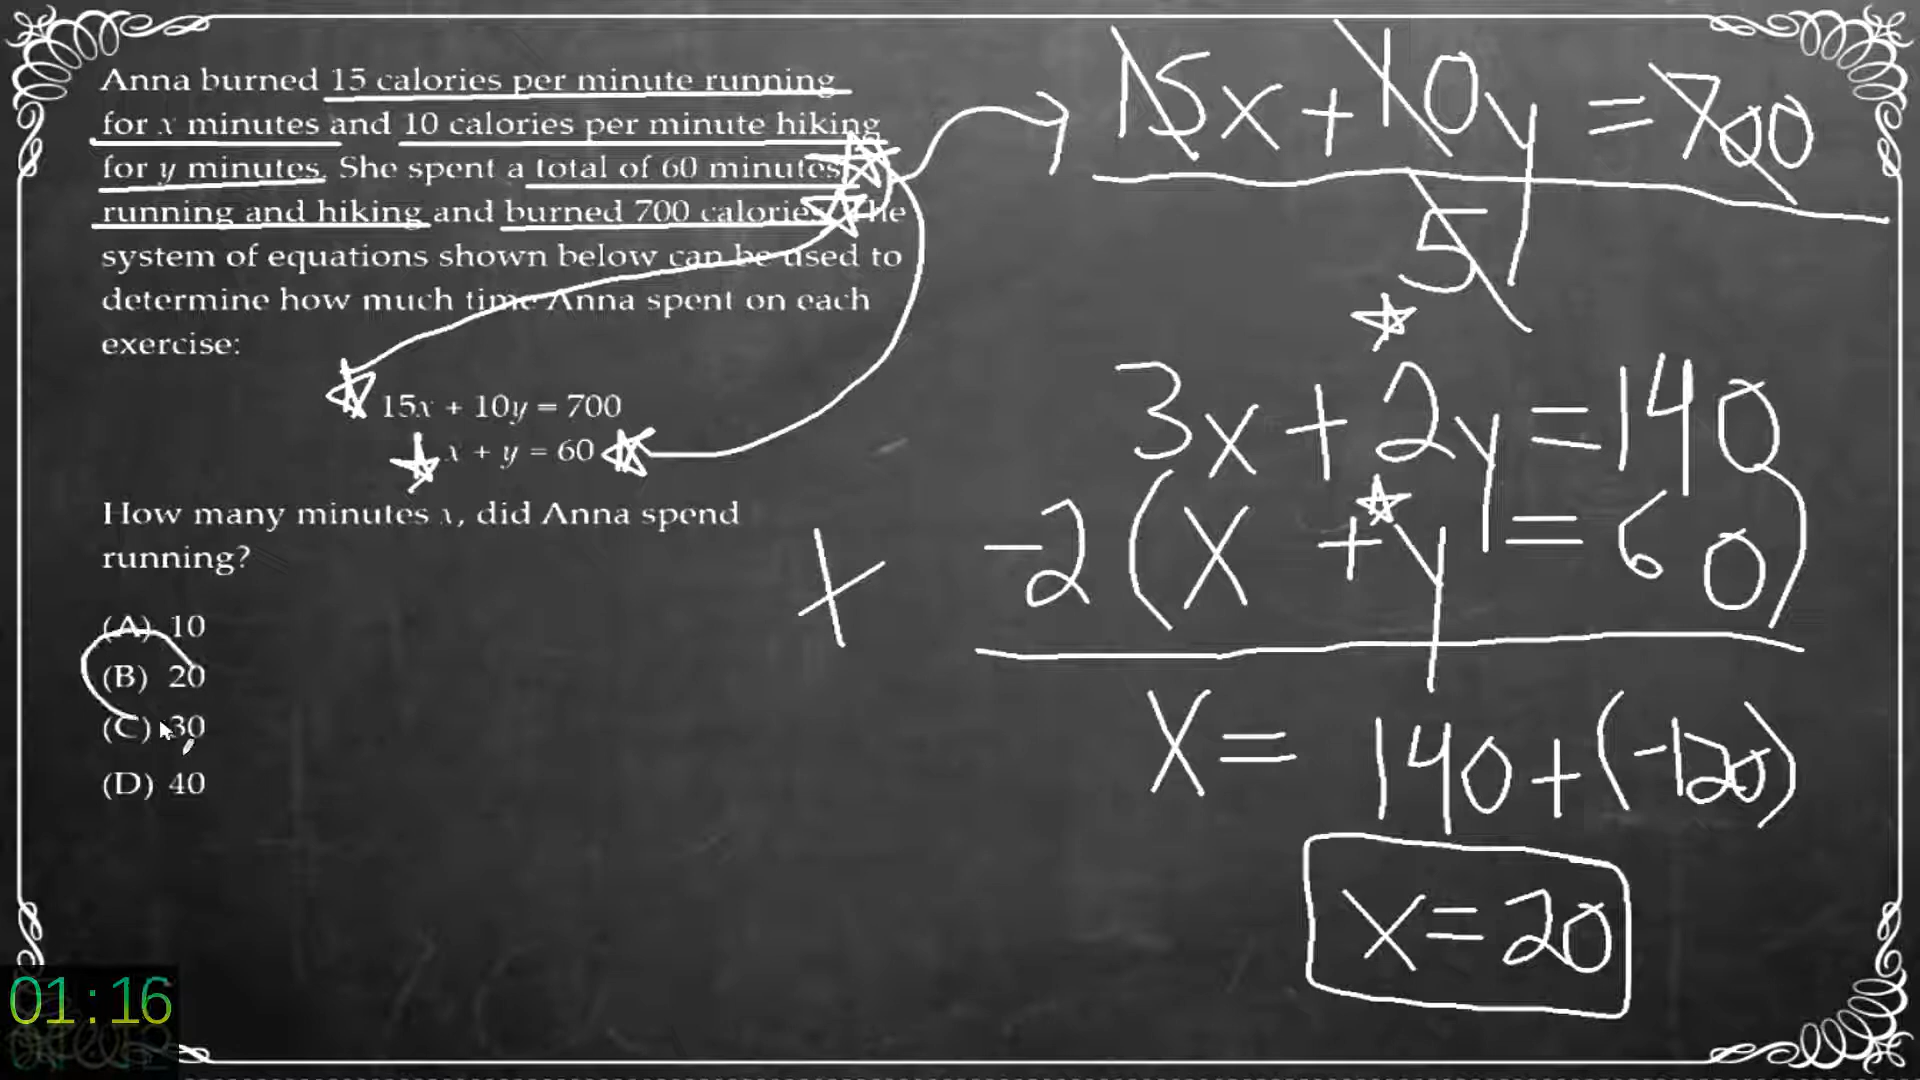 Anna burned 15 calories per minute running
for x minutes and 10 calories per minute hiking
for y minutes. She spent a total of 60 minutes
running and hiking and burned 700 calories. The
system of equations shown below can be used to
determine how much time Anna spent on each
exercise:
15x + 10y = 700
x + y = 60
How many minutes x, did Anna spend
running?
(A) 10
(B) 20
(C) 30
(D) 40
15x + 10y = 700
5
3x + 2y = 140
+ -2(x + y = 60)
x = 140 + (-120)
x = 20
01:16